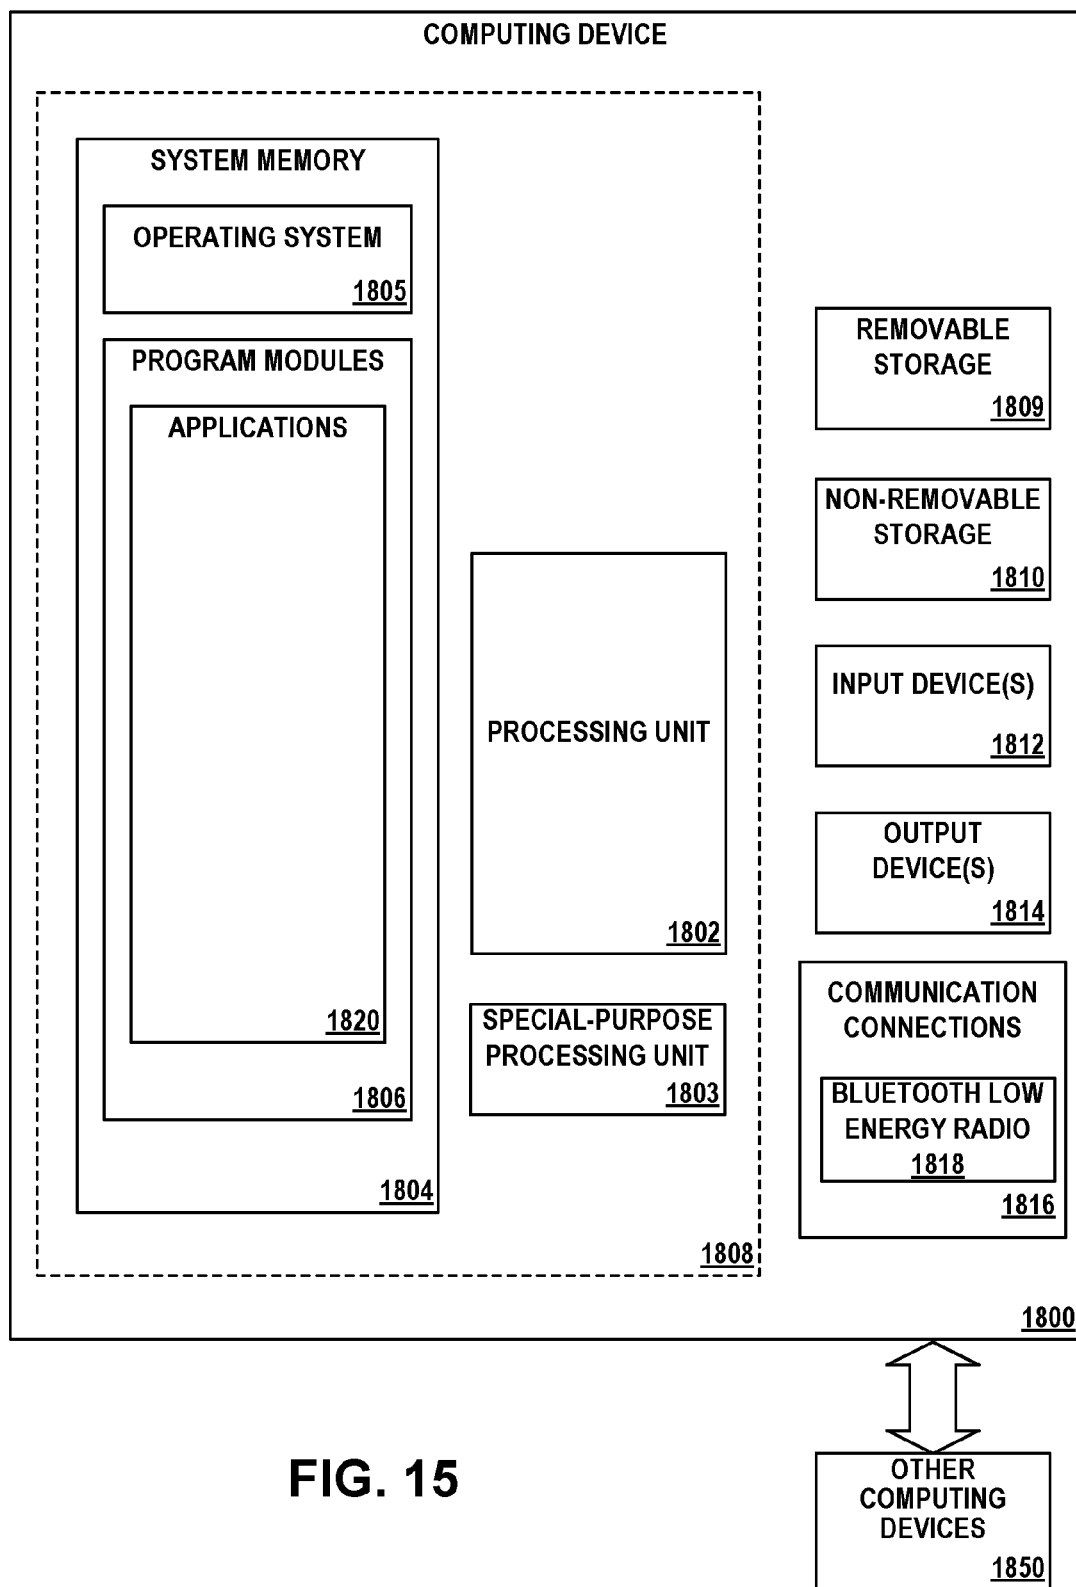 COMPUTING DEVICE
SYSTEM MEMORY
OPERATING SYSTEM
1805
PROGRAM MODULES
APPLICATIONS
1820
1806
1804
PROCESSING UNIT
1802
SPECIAL-PURPOSE
PROCESSING UNIT
1803
1808
REMOVABLE
STORAGE
1809
NON-REMOVABLE
STORAGE
1810
INPUT DEVICE(S)
1812
OUTPUT
DEVICE(S)
1814
COMMUNICATION
CONNECTIONS
BLUETOOTH LOW
ENERGY RADIO
1818
1816
1800
OTHER
COMPUTING
DEVICES
1850
FIG. 15